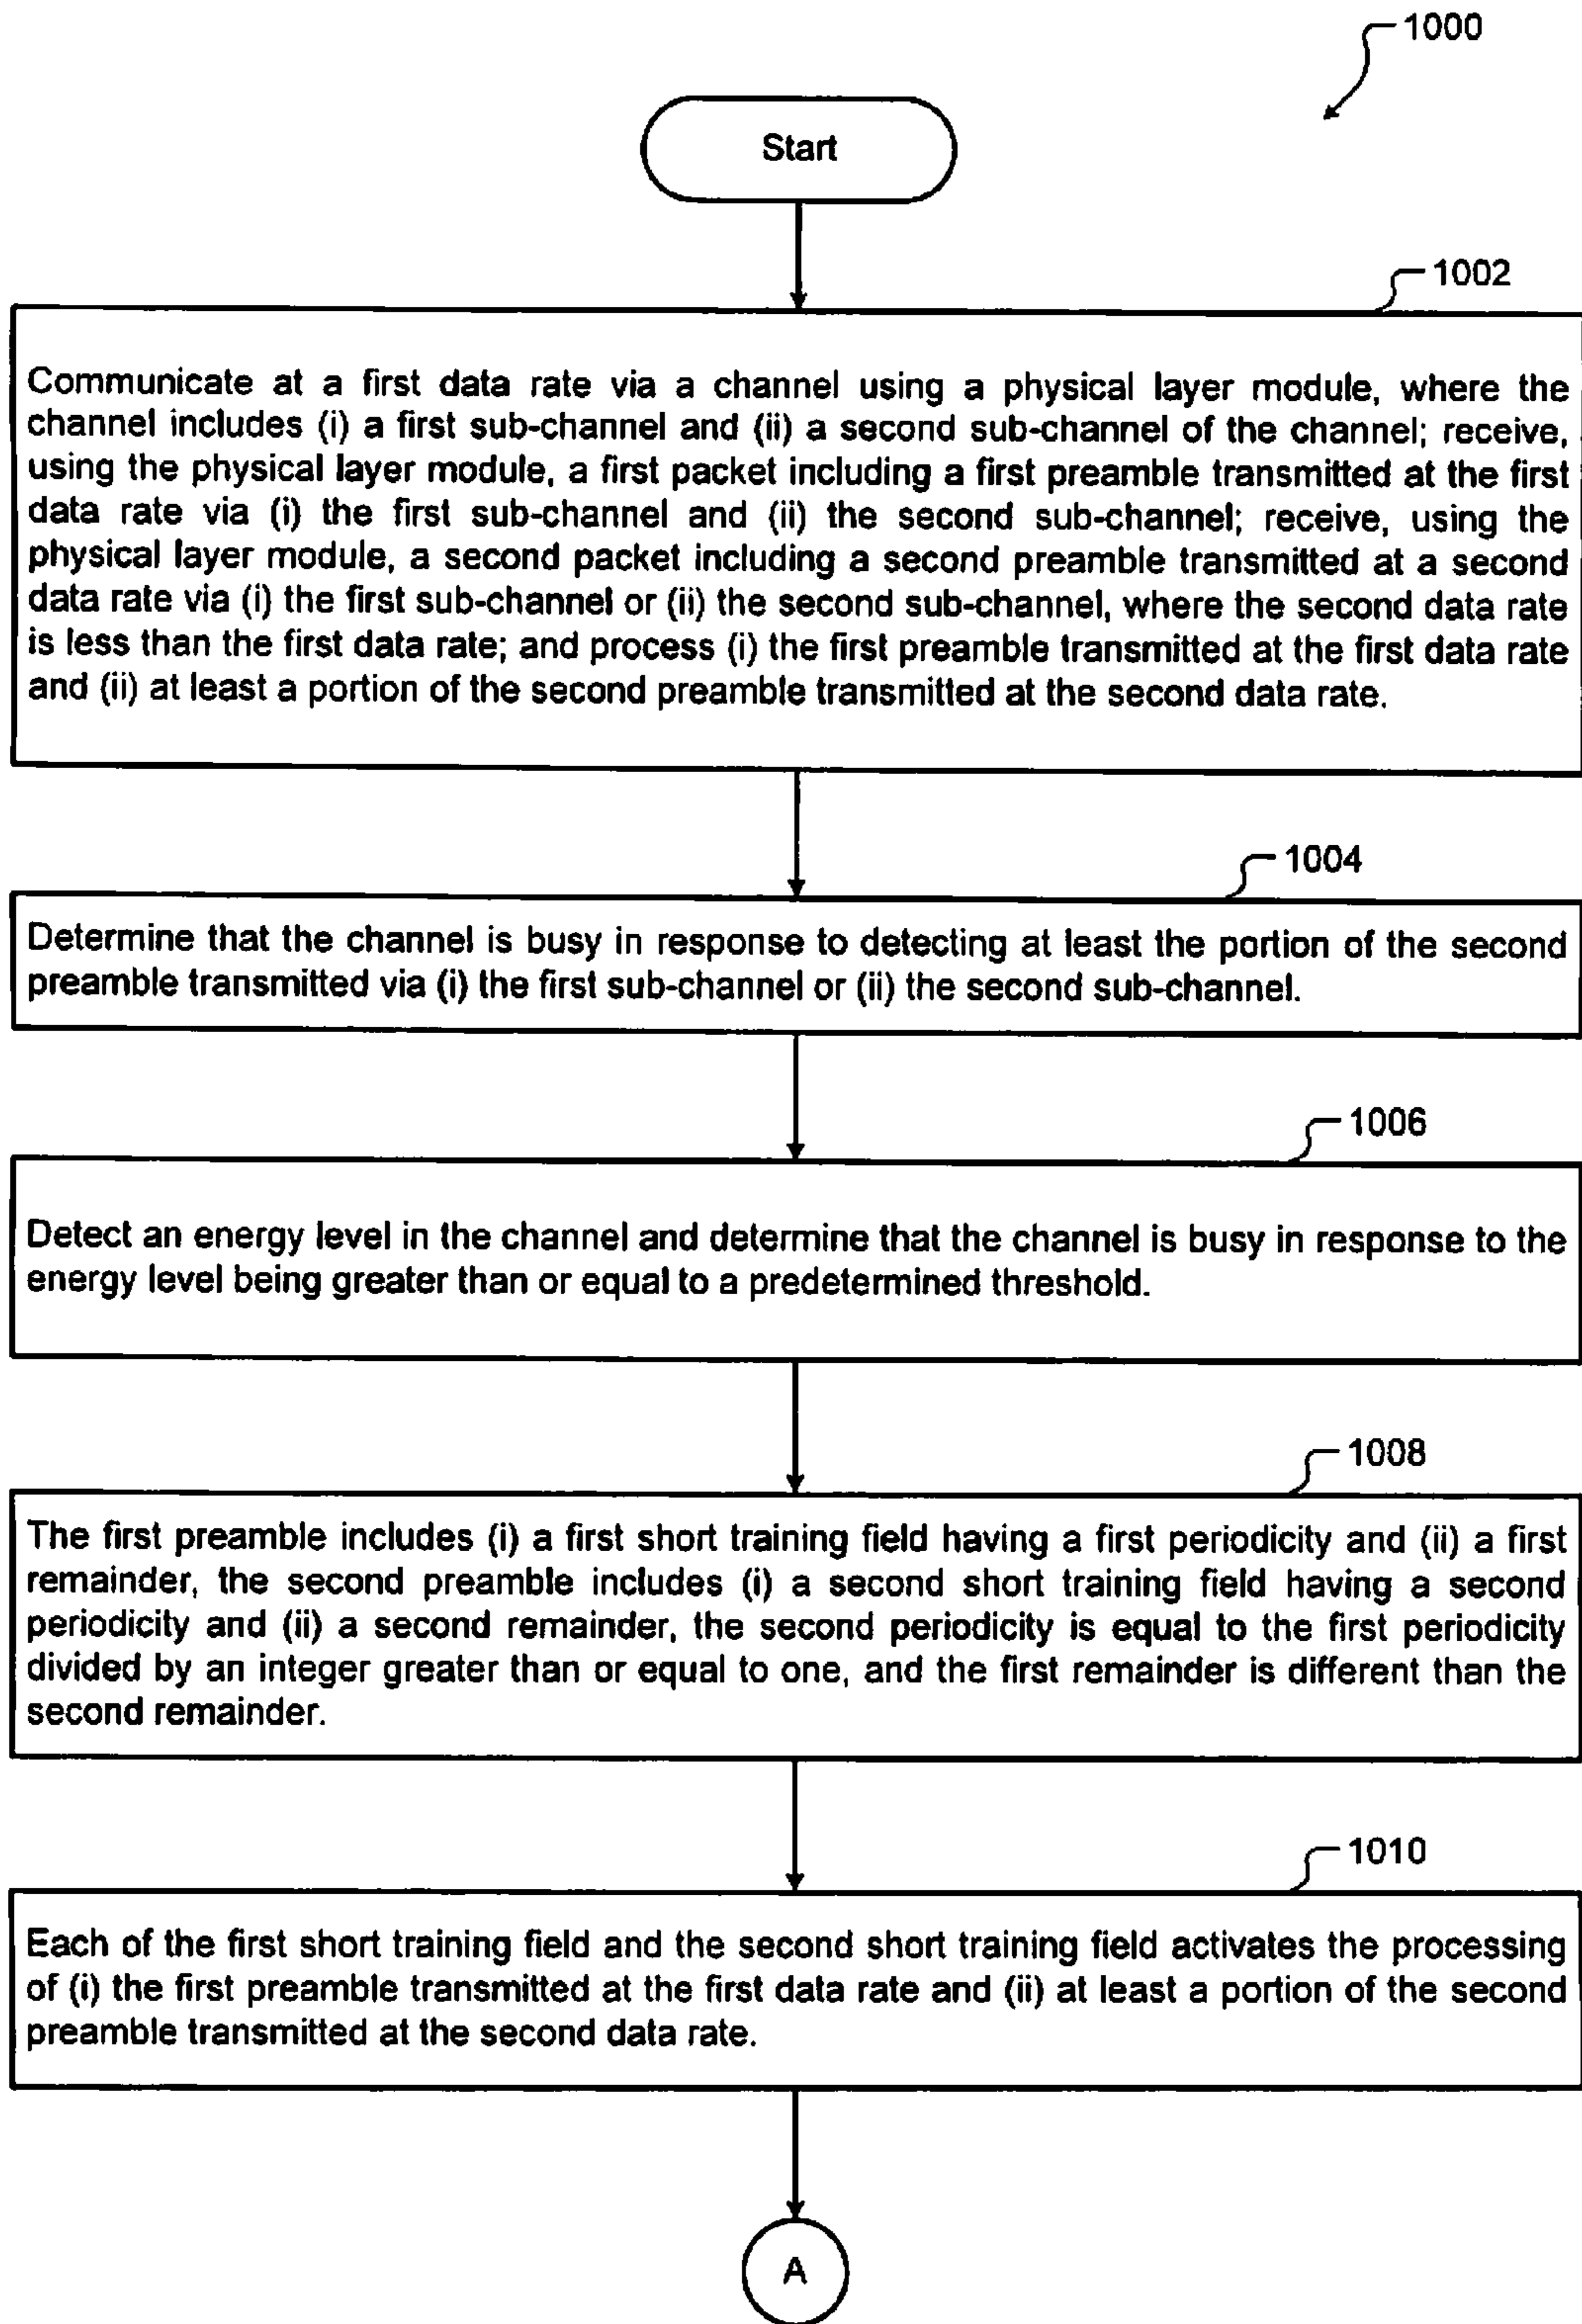 1000
Start
1002
Communicate at a first data rate via a channel using a physical layer module, where the
channel includes (i) a first sub-channel and (ii) a second sub-channel of the channel; receive,
using the physical layer module, a first packet including a first preamble transmitted at the first
data rate via (i) the first sub-channel and (ii) the second sub-channel; receive, using the
physical layer module, a second packet including a second preamble transmitted at a second
data rate via (i) the first sub-channel or (ii) the second sub-channel, where the second data rate
is less than the first data rate; and process (i) the first preamble transmitted at the first data rate
and (ii) at least a portion of the second preamble transmitted at the second data rate.
1004
Determine that the channel is busy in response to detecting at least the portion of the second
preamble transmitted via (i) the first sub-channel or (ii) the second sub-channel.
1006
Detect an energy level in the channel and determine that the channel is busy in response to the
energy level being greater than or equal to a predetermined threshold.
1008
The first preamble includes (i) a first short training field having a first periodicity and (ii) a first
remainder, the second preamble includes (i) a second short training field having a second
periodicity and (ii) a second remainder, the second periodicity is equal to the first periodicity
divided by an integer greater than or equal to one, and the first remainder is different than the
second remainder.
1010
Each of the first short training field and the second short training field activates the processing
of (i) the first preamble transmitted at the first data rate and (ii) at least a portion of the second
preamble transmitted at the second data rate.
A